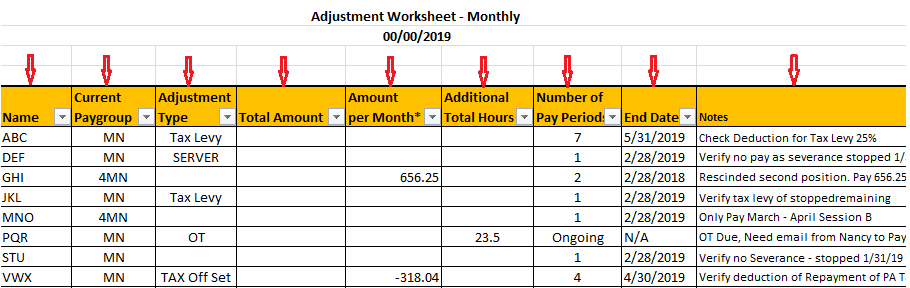 Adjustment Worksheet - Monthly
00/00/2019
Current Adjustment Amount Additional Number of
Name Paygroup Type Total Amount per Month* Total Hours Pay Periods End Date Notes
ABC MN Tax Levy 7 5/31/2019 Check Deduction for Tax Levy 25%
DEF MN SERVER 1 2/28/2019 Verify no pay as severance stopped 1/
GHI 4MN 656.25 2 2/28/2018 Rescinded second position. Pay 656.25
JKL MN Tax Levy 1 2/28/2019 Verify tax levy of stoppedremaining
MNO 4MN 1 2/28/2019 Only Pay March - April Session B
PQR MN OT 23.5 Ongoing N/A OT Due, Need email from Nancy to Pay
STU MN 1 2/28/2019 Verify no Severance - stopped 1/31/19
VWX MN TAX Off Set -318.04 4 4/30/2019 Verify deduction of Repayment of PA T